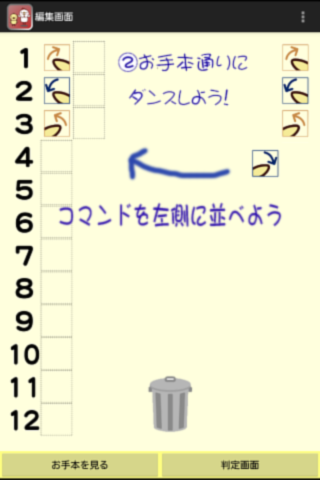 編集画面
1
②お手本通りに
2
ダンスしよう!
3
4
5
コマンドを左側に並べよう
6
7
8
9
10
11
12
お手本を見る
判定画面